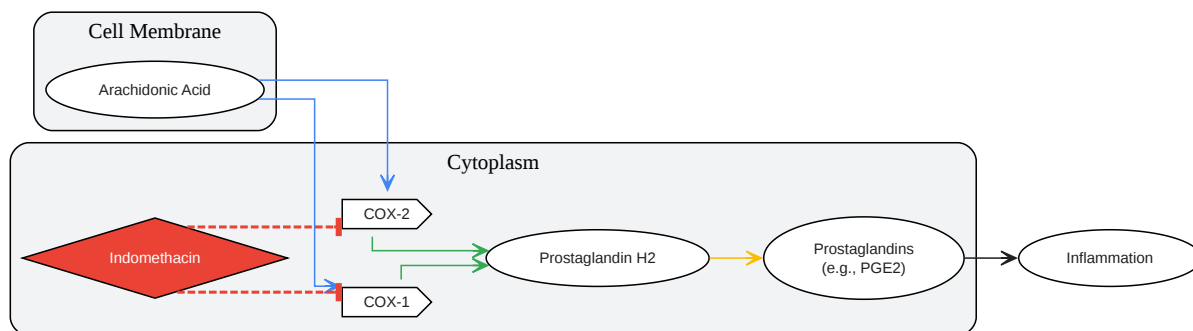 Cell Membrane
Arachidonic Acid
Cytoplasm
COX-2
Indomethacin
Prostaglandin H2
Prostaglandins
(e.g., PGE2)
Inflammation
COX-1